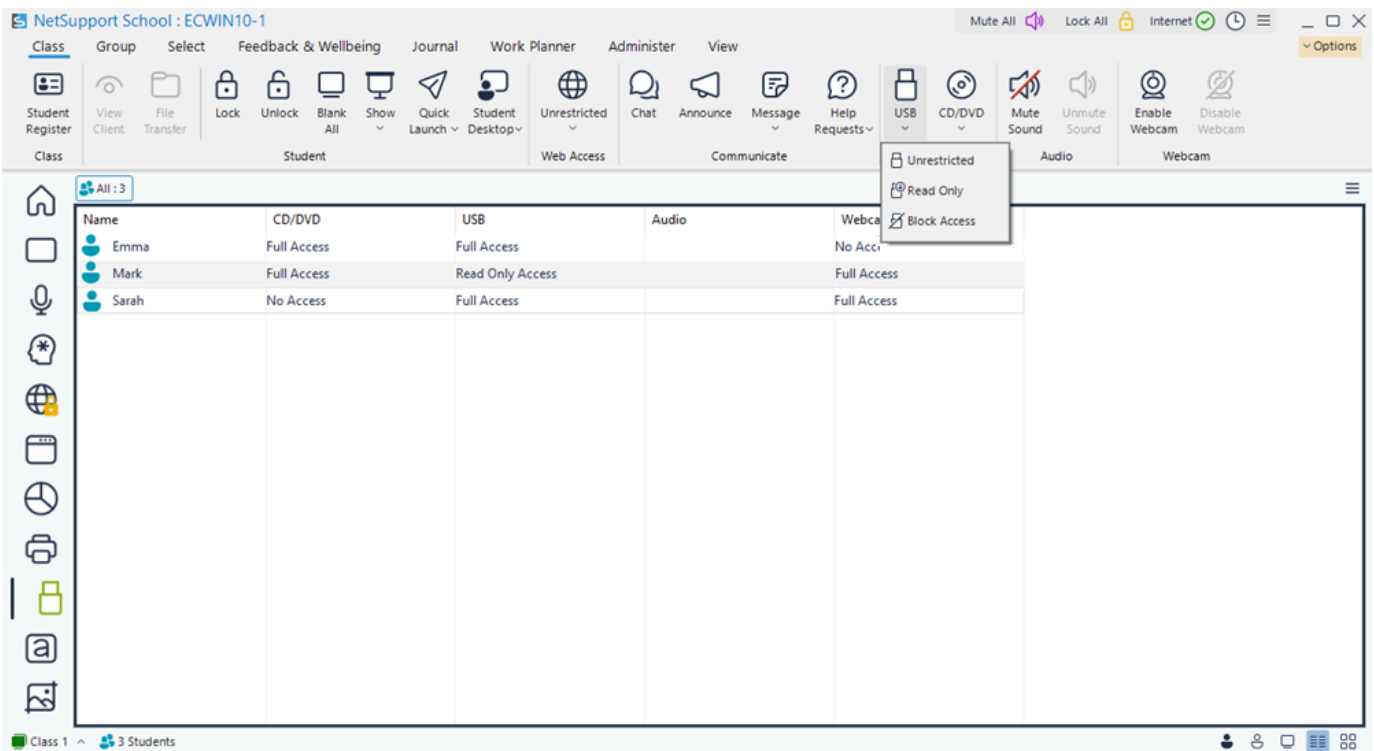 NetSupport School : ECWIN10-1
Mute All Lock All Internet
Class Group Select Feedback & Wellbeing Journal Work Planner Administer View Options
Student Register
View Client
File Transfer
Lock
Unlock
Blank All
Show
Quick Launch
Student Desktop
Unrestricted
Chat
Announce
Message
Help Requests
USB
CD/DVD
Mute Sound
Unmute Sound
Enable Webcam
Disable Webcam
Class Student Web Access Communicate Audio Webcam
Unrestricted
Read Only
Block Access
All : 3
Name CD/DVD USB Audio Webca
Emma Full Access Full Access No Acc
Mark Full Access Read Only Access Full Access
Sarah No Access Full Access Full Access
Class 1 3 Students